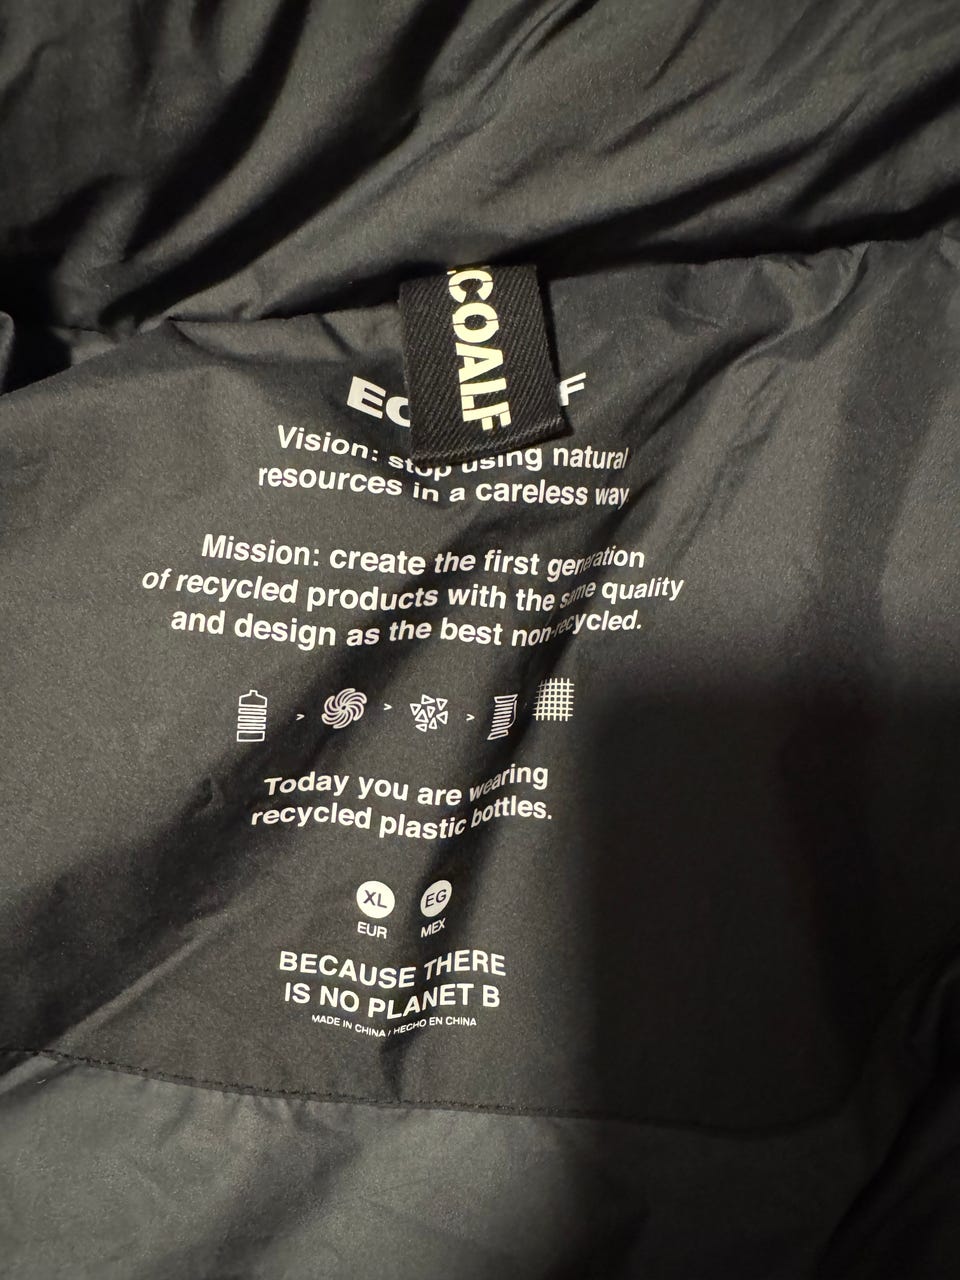 COALF
Vision: stop using natural
resources in a careless way
Mission: create the first generation
of recycled products with the same quality
and design as the best non-recycled.
> > >
Today you are wearing
recycled plastic bottles.
XL EG
EUR MEX
BECAUSE THERE
IS NO PLANET B
MADE IN CHINA / HECHO EN CHINA